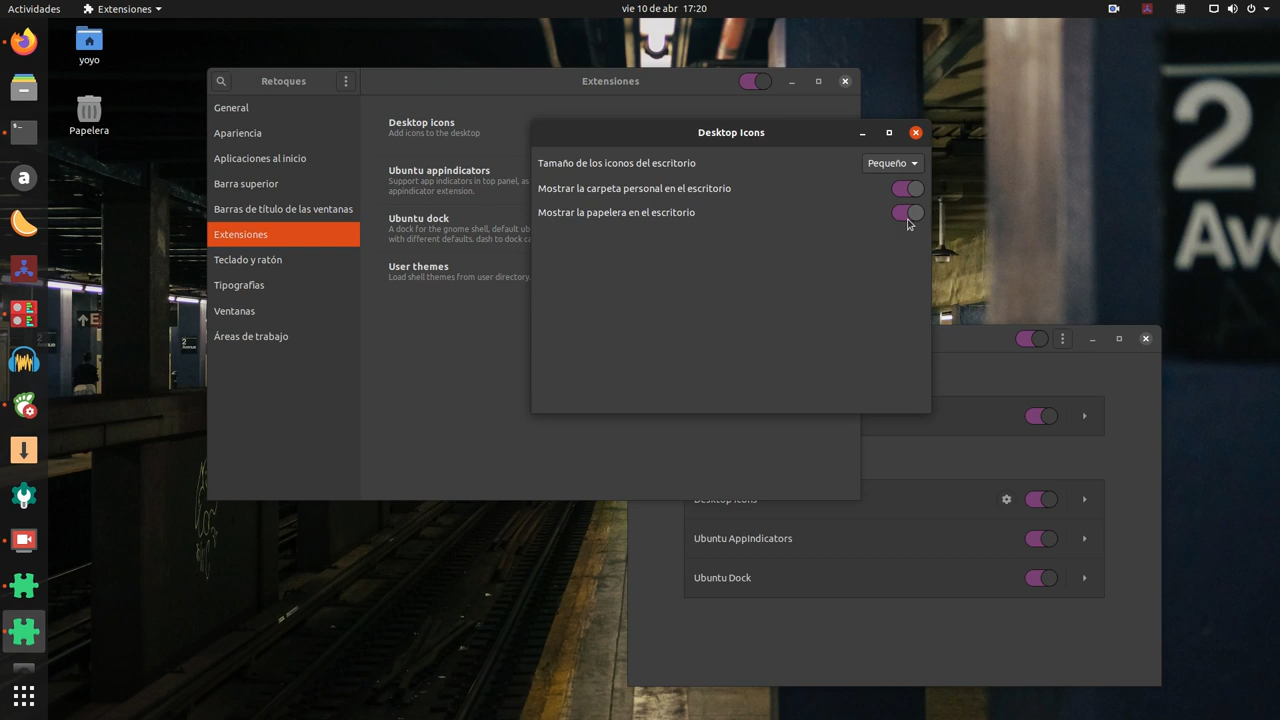 Actividades
Extensiones
vie 10 de abr 17:20
yoyo
Papelera
Retoques
Extensiones
General
Apariencia
Aplicaciones al inicio
Barra superior
Barras de título de las ventanas
Extensiones
Teclado y ratón
Tipografías
Ventanas
Áreas de trabajo
Desktop icons
Add icons to the desktop
Ubuntu appindicators
Support app indicators in top panel, as
appindicator extension.
Ubuntu dock
A dock for the gnome shell, default ub
with different defaults. dash to dock ca
User themes
Load shell themes from user directory.
Desktop Icons
Tamaño de los iconos del escritorio
Pequeño
Mostrar la carpeta personal en el escritorio
Mostrar la papelera en el escritorio
Desktop Icons
Ubuntu AppIndicators
Ubuntu Dock
2
Ave
2